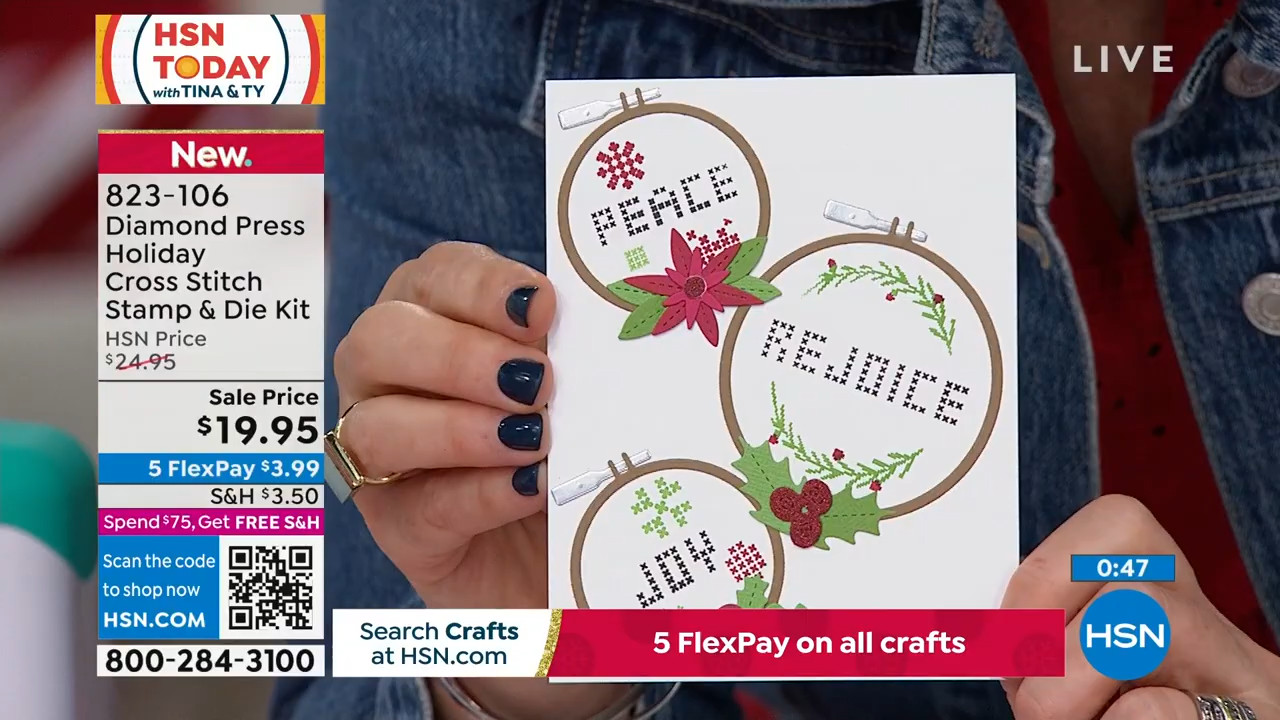 HSN
TODAY
with TINA & TY
LIVE
New.
823-106
Diamond Press
Holiday
Cross Stitch
Stamp & Die Kit
HSN Price
$24.95
Sale Price
$19.95
5 FlexPay $3.99
S&H $3.50
Spend $75, Get FREE S&H
Scan the code
to shop now
HSN.COM
800-284-3100
PEACE
REJOICE
JOY
Search Crafts
at HSN.com
5 FlexPay on all crafts
0:47
HSN